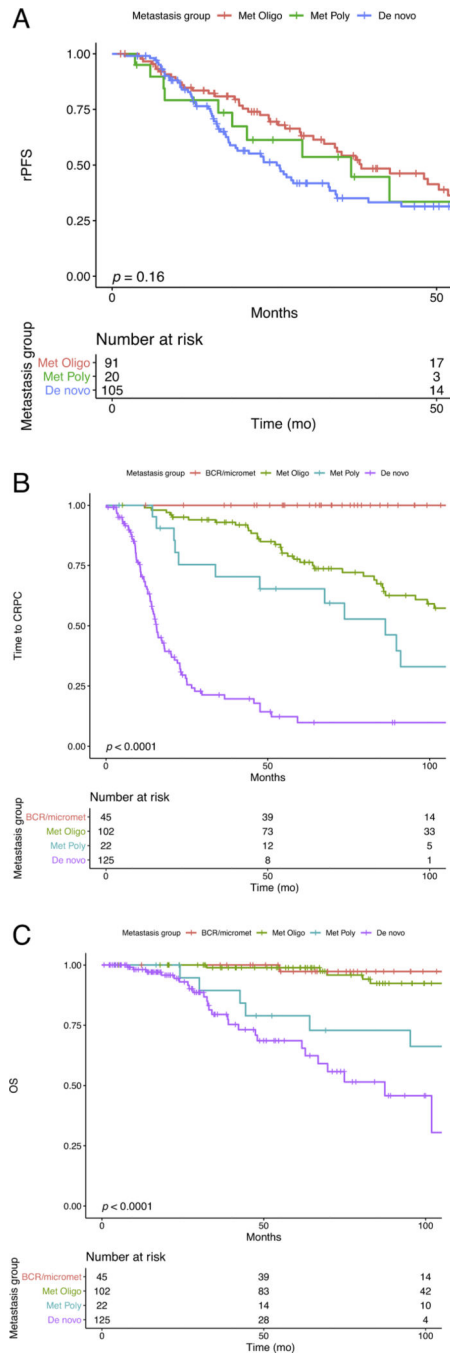 A
Metastasis group Met Oligo Met Poly De novo
1.00
0.75
0.50
0.25
0.00
rPFS
p = 0.16
0 50
Months
Number at risk
Metastasis group
Met Oligo 91 17
Met Poly 20 3
De novo 105 14
0 50
Time (mo)
B
Metastasis group BCR/micromet Met Oligo Met Poly De novo
1.00
0.75
0.50
0.25
0.00
Time to CRPC
p < 0.0001
0 50 100
Months
Number at risk
Metastasis group
BCR/micromet 45 39 14
Met Oligo 102 73 33
Met Poly 22 12 5
De novo 125 8 1
0 50 100
Time (mo)
C
Metastasis group BCR/micromet Met Oligo Met Poly De novo
1.00
0.75
0.50
0.25
0.00
OS
p < 0.0001
0 50 100
Months
Number at risk
Metastasis group
BCR/micromet 45 39 14
Met Oligo 102 83 42
Met Poly 22 14 10
De novo 125 28 4
0 50 100
Time (mo)